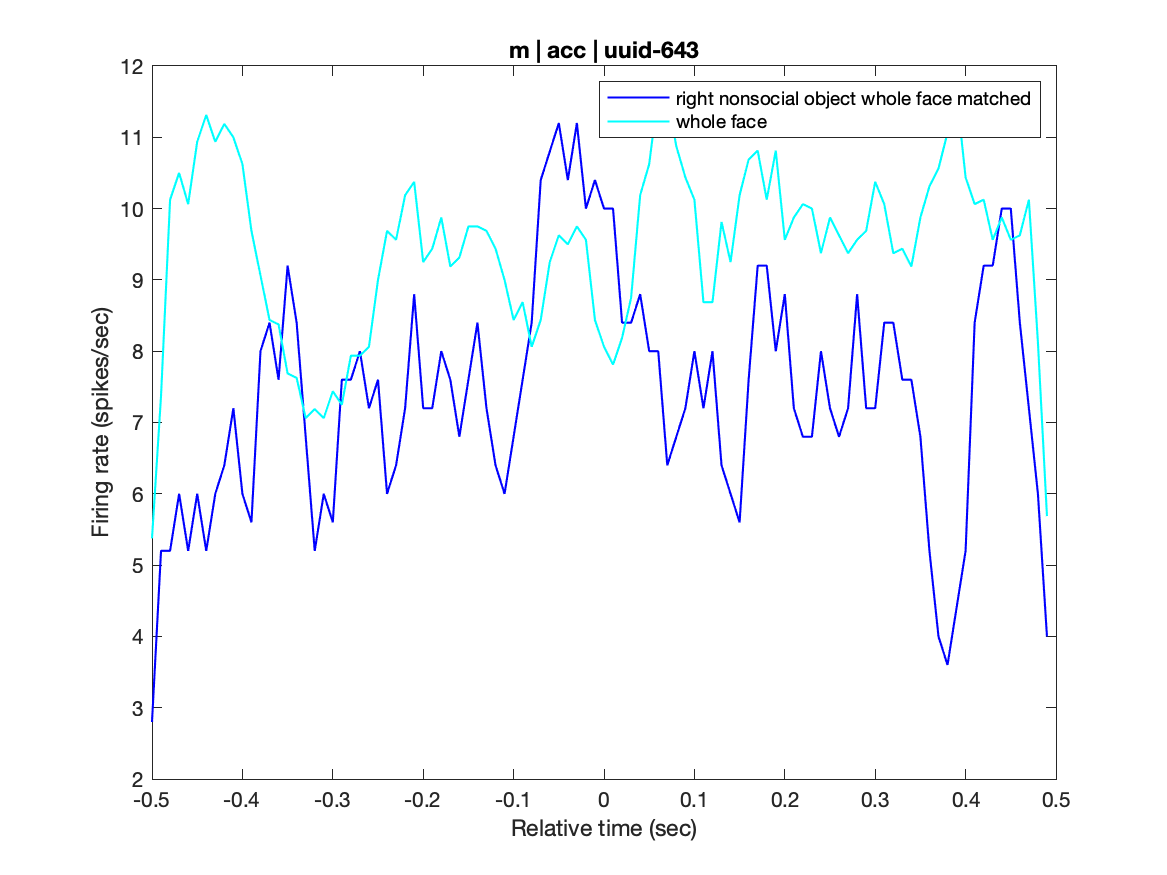 m | acc | uuid-643
12
11
10
9
8
7
6
5
4
3
2
Firing rate (spikes/sec)
right nonsocial object whole face matched
whole face
-0.5 -0.4 -0.3 -0.2 -0.1 0 0.1 0.2 0.3 0.4 0.5
Relative time (sec)